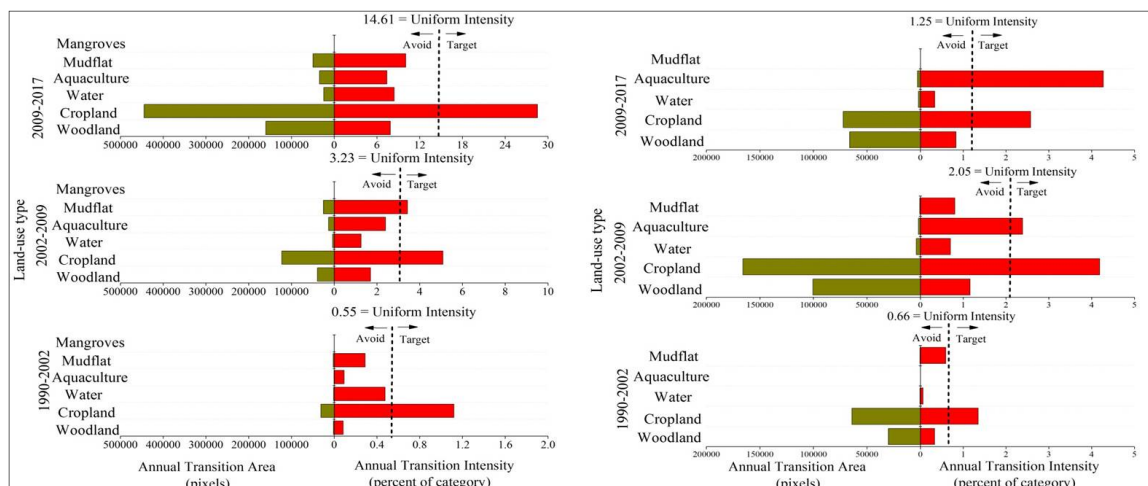 14.61 = Uniform Intensity
Avoid Target
Mangroves
Mudflat
Aquaculture
Water
Cropland
Woodland
2009-2017
500000 400000 300000 200000 100000 0 6 12 18 24 30
3.23 = Uniform Intensity
Avoid Target
Mangroves
Mudflat
Aquaculture
Water
Cropland
Woodland
2002-2009
Land-use type
500000 400000 300000 200000 100000 0 2 4 6 8 10
0.55 = Uniform Intensity
Avoid Target
Mangroves
Mudflat
Aquaculture
Water
Cropland
Woodland
1990-2002
500000 400000 300000 200000 100000 0 0.4 0.8 1.2 1.6 2.0
Annual Transition Area Annual Transition Intensity
(pixels) (percent of category)
1.25 = Uniform Intensity
Avoid Target
Mudflat
Aquaculture
Water
Cropland
Woodland
2009-2017
200000 150000 100000 50000 0 1 2 3 4 5
2.05 = Uniform Intensity
Avoid Target
Mudflat
Aquaculture
Water
Cropland
Woodland
2002-2009
Land-use type
200000 150000 100000 50000 0 1 2 3 4 5
0.66 = Uniform Intensity
Avoid Target
Mudflat
Aquaculture
Water
Cropland
Woodland
1990-2002
200000 150000 100000 50000 0 1 2 3 4 5
Annual Transition Area Annual Transition Intensity
(pixels) (percent of category)